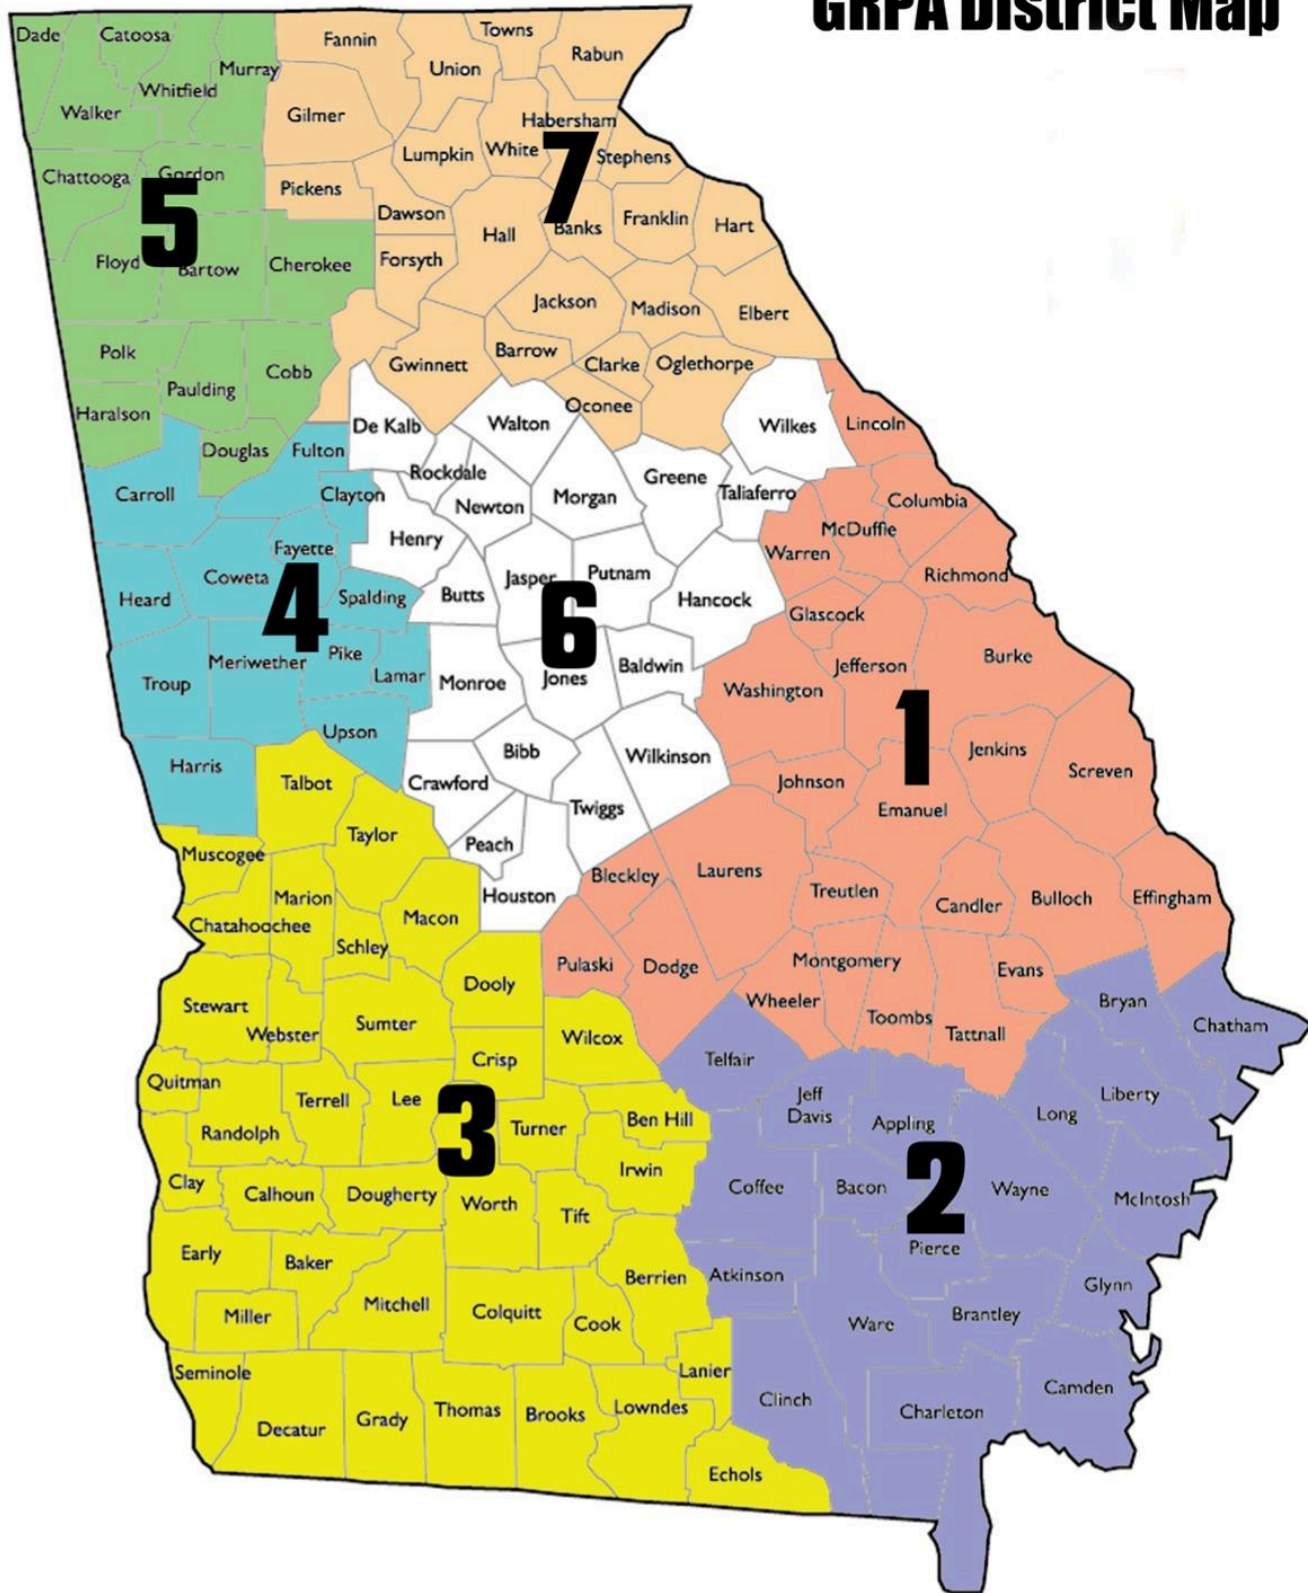 GRPA District Map
Dade
Catoosa
Fannin
Towns
Union
Rabun
Murray
Whitfield
Walker
Gilmer
Habersham
Lumpkin
White
Stephens
7
Chattooga
Gordon
Pickens
5
Dawson
Hall
Banks
Franklin
Hart
Floyd
Bartow
Cherokee
Forsyth
Jackson
Madison
Elbert
Polk
Cobb
Paulding
Gwinnett
Barrow
Clarke
Oglethorpe
Haralson
Oconee
De Kalb
Walton
Wilkes
Lincoln
Douglas
Fulton
Rockdale
Greene
Carroll
Clayton
Newton
Morgan
Taliaferro
Columbia
McDuffie
Henry
Fayette
Warren
Coweta
Jasper
Putnam
Richmond
Heard
4
Spalding
Butts
6
Hancock
Glascock
Pike
Meriwether
Lamar
Baldwin
Jefferson
Burke
Troup
Monroe
Jones
Washington
1
Upson
Harris
Bibb
Wilkinson
Jenkins
Talbot
Crawford
Johnson
Screven
Twiggs
Emanuel
Taylor
Muscogee
Peach
Bleckley
Laurens
Marion
Houston
Treutlen
Candler
Bulloch
Effingham
Macon
Chatahoochee
Schley
Pulaski
Dodge
Montgomery
Evans
Dooly
Stewart
Webster
Sumter
Wilcox
Wheeler
Toombs
Tattnall
Bryan
Chatham
Crisp
Telfair
Quitman
Terrell
Lee
3
Turner
Ben Hill
Jeff
Davis
Appling
Long
Liberty
Randolph
Irwin
Clay
Calhoun
Dougherty
Worth
Tift
Coffee
Bacon
2
Wayne
McIntosh
Early
Baker
Pierce
Berrien
Atkinson
Glynn
Miller
Mitchell
Colquitt
Cook
Ware
Brantley
Seminole
Lanier
Camden
Decatur
Grady
Thomas
Brooks
Lowndes
Clinch
Charleton
Echols